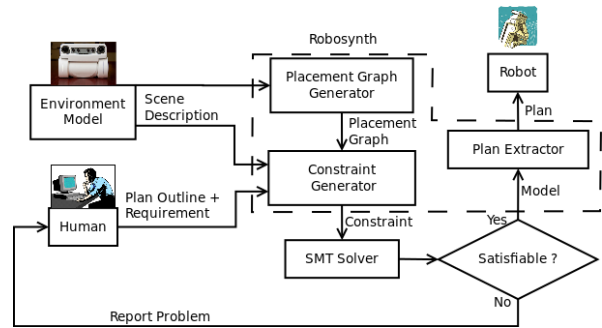 Robosynth
Robot
Environment
Model
Scene
Description
Placement Graph
Generator
Plan
Placement
Graph
Plan Extractor
Constraint
Generator
Model
Plan Outline +
Requirement
Human
Constraint
Yes
SMT Solver
Satisfiable ?
No
Report Problem